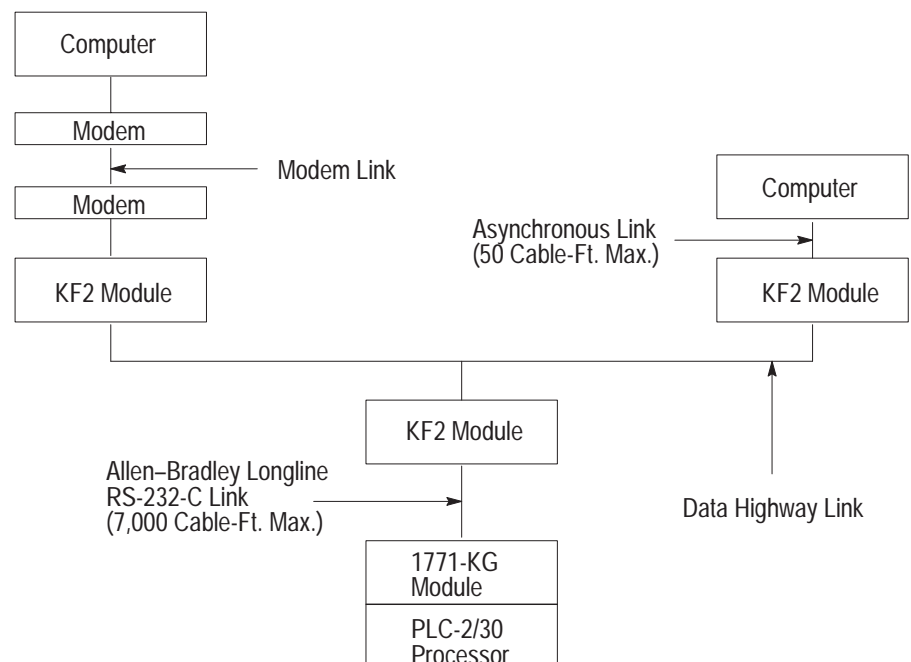 Computer
Modem
Modem Link
Modem
Computer
Asynchronous Link
(50 Cable-Ft. Max.)
KF2 Module
KF2 Module
KF2 Module
Allen–Bradley Longline
RS-232-C Link
(7,000 Cable-Ft. Max.)
Data Highway Link
1771-KG
Module
PLC-2/30
Processor